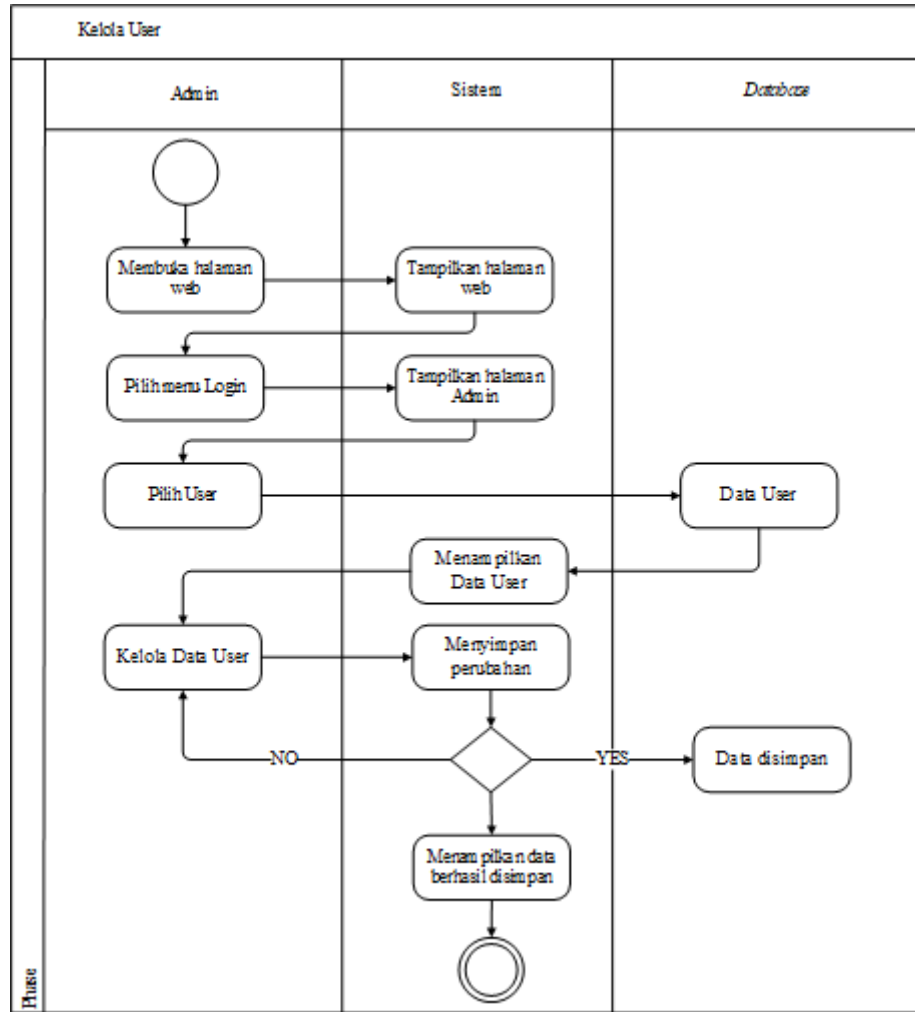 Kelola User
Admin
Sistem
Database
Membuka halaman
web
Tampilkan halaman
web
Pilih menu Login
Tampilkan halaman
Admin
Pilih User
Data User
Menampilkan
Data User
Kelola Data User
Menyimpan
perubahan
NO
YES
Data disimpan
Menampilkan data
berhasil disimpan
Phase